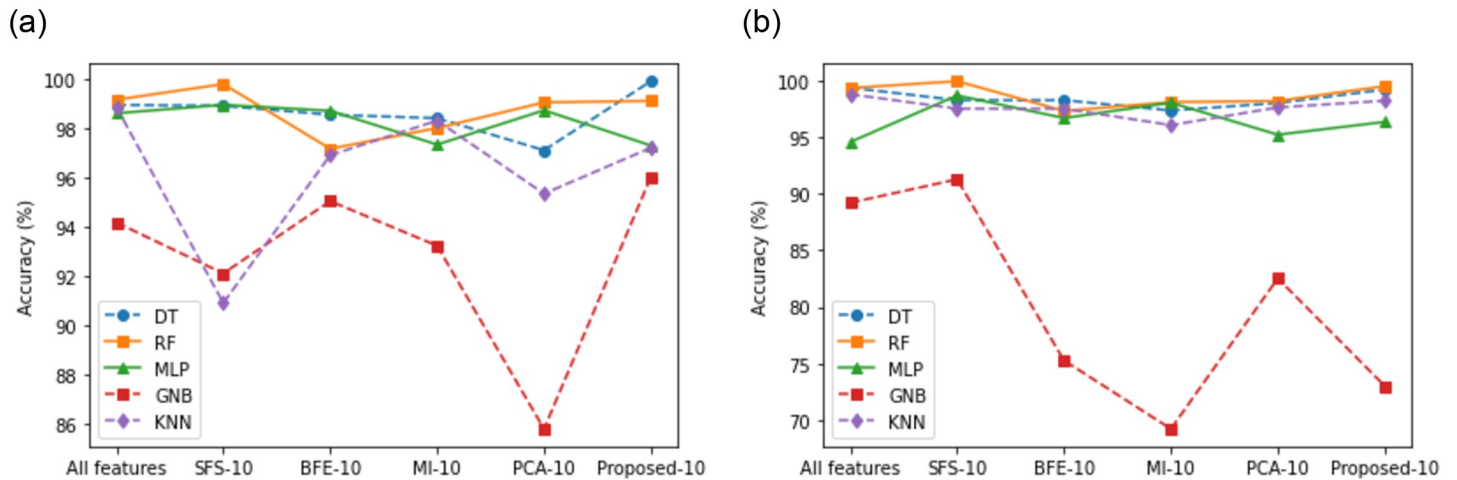 (a)
Accuracy (%)
100
98
96
94
92
90
88
86
DT
RF
MLP
GNB
KNN
All features SFS-10 BFE-10 MI-10 PCA-10 Proposed-10
(b)
Accuracy (%)
100
95
90
85
80
75
70
DT
RF
MLP
GNB
KNN
All features SFS-10 BFE-10 MI-10 PCA-10 Proposed-10